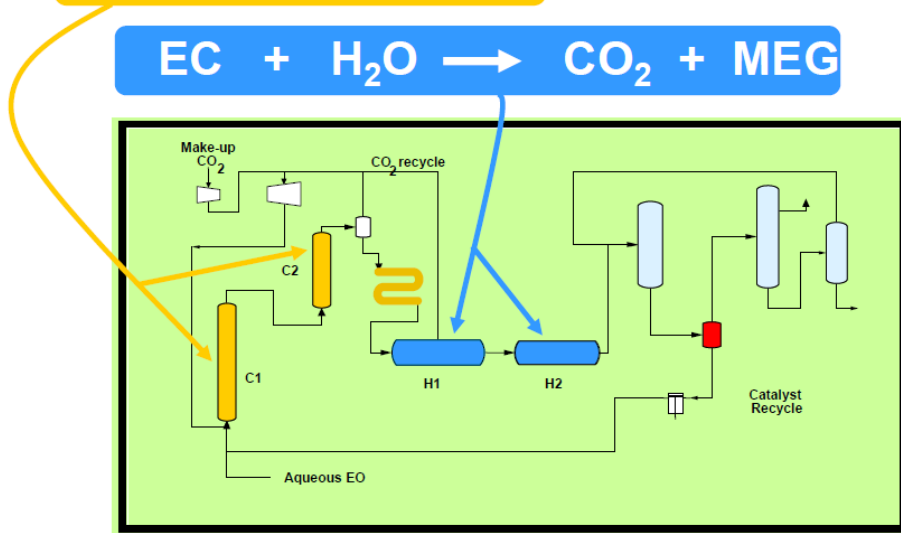 EC + H₂O → CO₂ + MEG
Make-up
CO₂
CO₂ recycle
C2
C1
H1
H2
Catalyst
Recycle
Aqueous EO